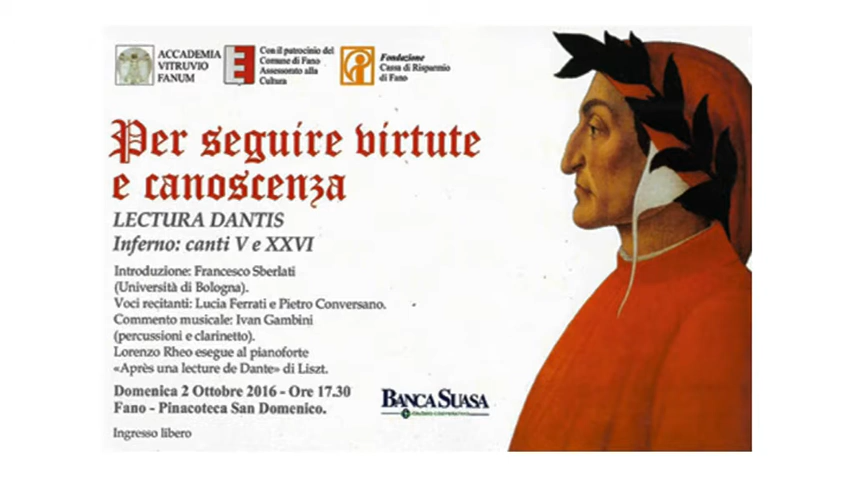 ACCADEMIA
VITRUVIO
FANUM
Con il patrocinio del
Comune di Fano
Assessorato alla
Cultura
Fondazione
Cassa di Risparmio
di Fano
Per seguire virtute
e canoscenza
LECTURA DANTIS
Inferno: canti V e XXVI
Introduzione: Francesco Sberlati
(Università di Bologna).
Voci recitanti: Lucia Ferrati e Pietro Conversano.
Commento musicale: Ivan Gambini
(percussioni e clarinetto).
Lorenzo Rheo esegue al pianoforte
«Après una lecture de Dante» di Liszt.
Domenica 2 Ottobre 2016 - Ore 17.30
Fano - Pinacoteca San Domenico.
BANCA SUASA
Ingresso libero